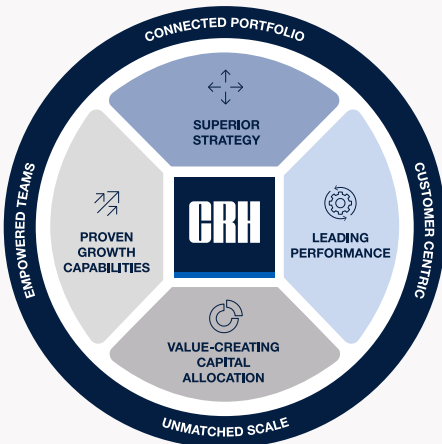 CONNECTED PORTFOLIO
SUPERIOR
STRATEGY
EMPOWERED TEAMS
PROVEN
GROWTH
CAPABILITIES
CRH
LEADING
PERFORMANCE
CUSTOMER CENTRIC
VALUE-CREATING
CAPITAL
ALLOCATION
UNMATCHED SCALE